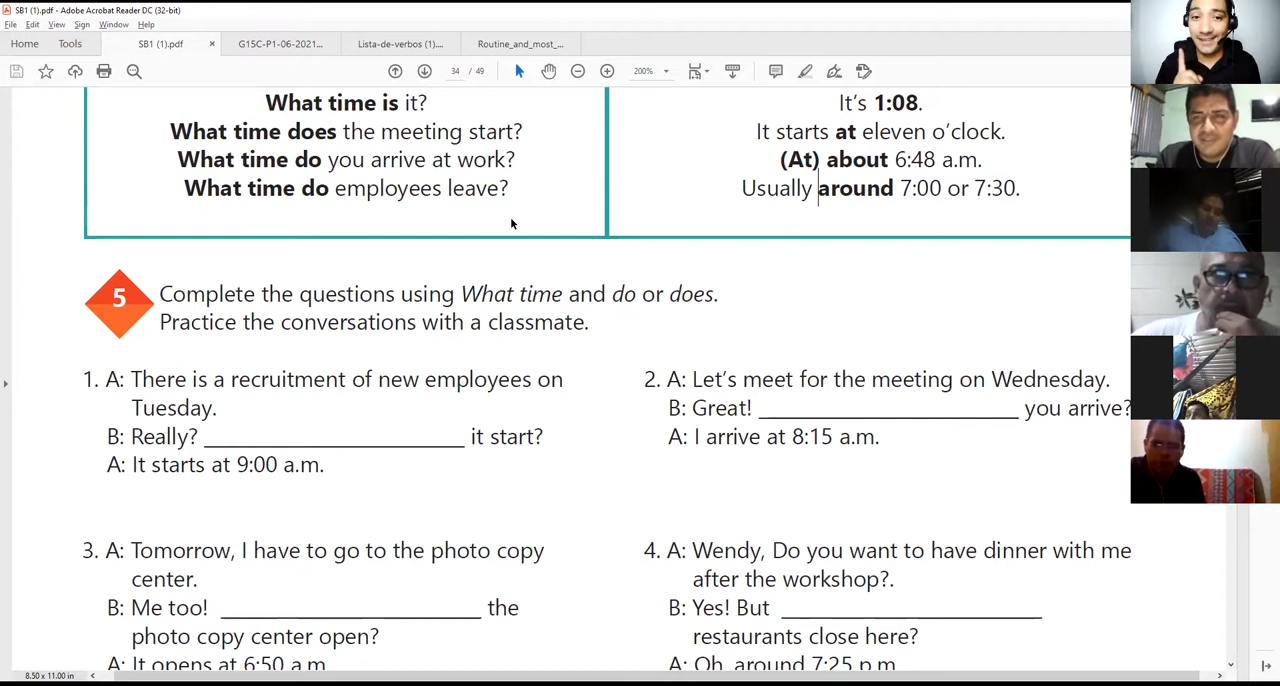 SB1 (1).pdf - Adobe Acrobat Reader DC (32-bit)
File Edit View Sign Window Help
Home Tools SB1 (1).pdf × G15C-P1-06-2021... Lista-de-verbos (1).... Routine_and_most_...
34 / 49 200%
What time is it?
What time does the meeting start?
What time do you arrive at work?
What time do employees leave?
It's 1:08.
It starts at eleven o'clock.
(At) about 6:48 a.m.
Usually around 7:00 or 7:30.
5
Complete the questions using What time and do or does.
Practice the conversations with a classmate.
1. A: There is a recruitment of new employees on
Tuesday.
B: Really? ______________________ it start?
A: It starts at 9:00 a.m.
2. A: Let's meet for the meeting on Wednesday.
B: Great! ______________________ you arrive?
A: I arrive at 8:15 a.m.
3. A: Tomorrow, I have to go to the photo copy
center.
B: Me too! ______________________ the
photo copy center open?
A: It opens at 6:50 a.m
4. A: Wendy, Do you want to have dinner with me
after the workshop?.
B: Yes! But ______________________
restaurants close here?
A: Oh, around 7:25 p.m
8.50 x 11.00 in